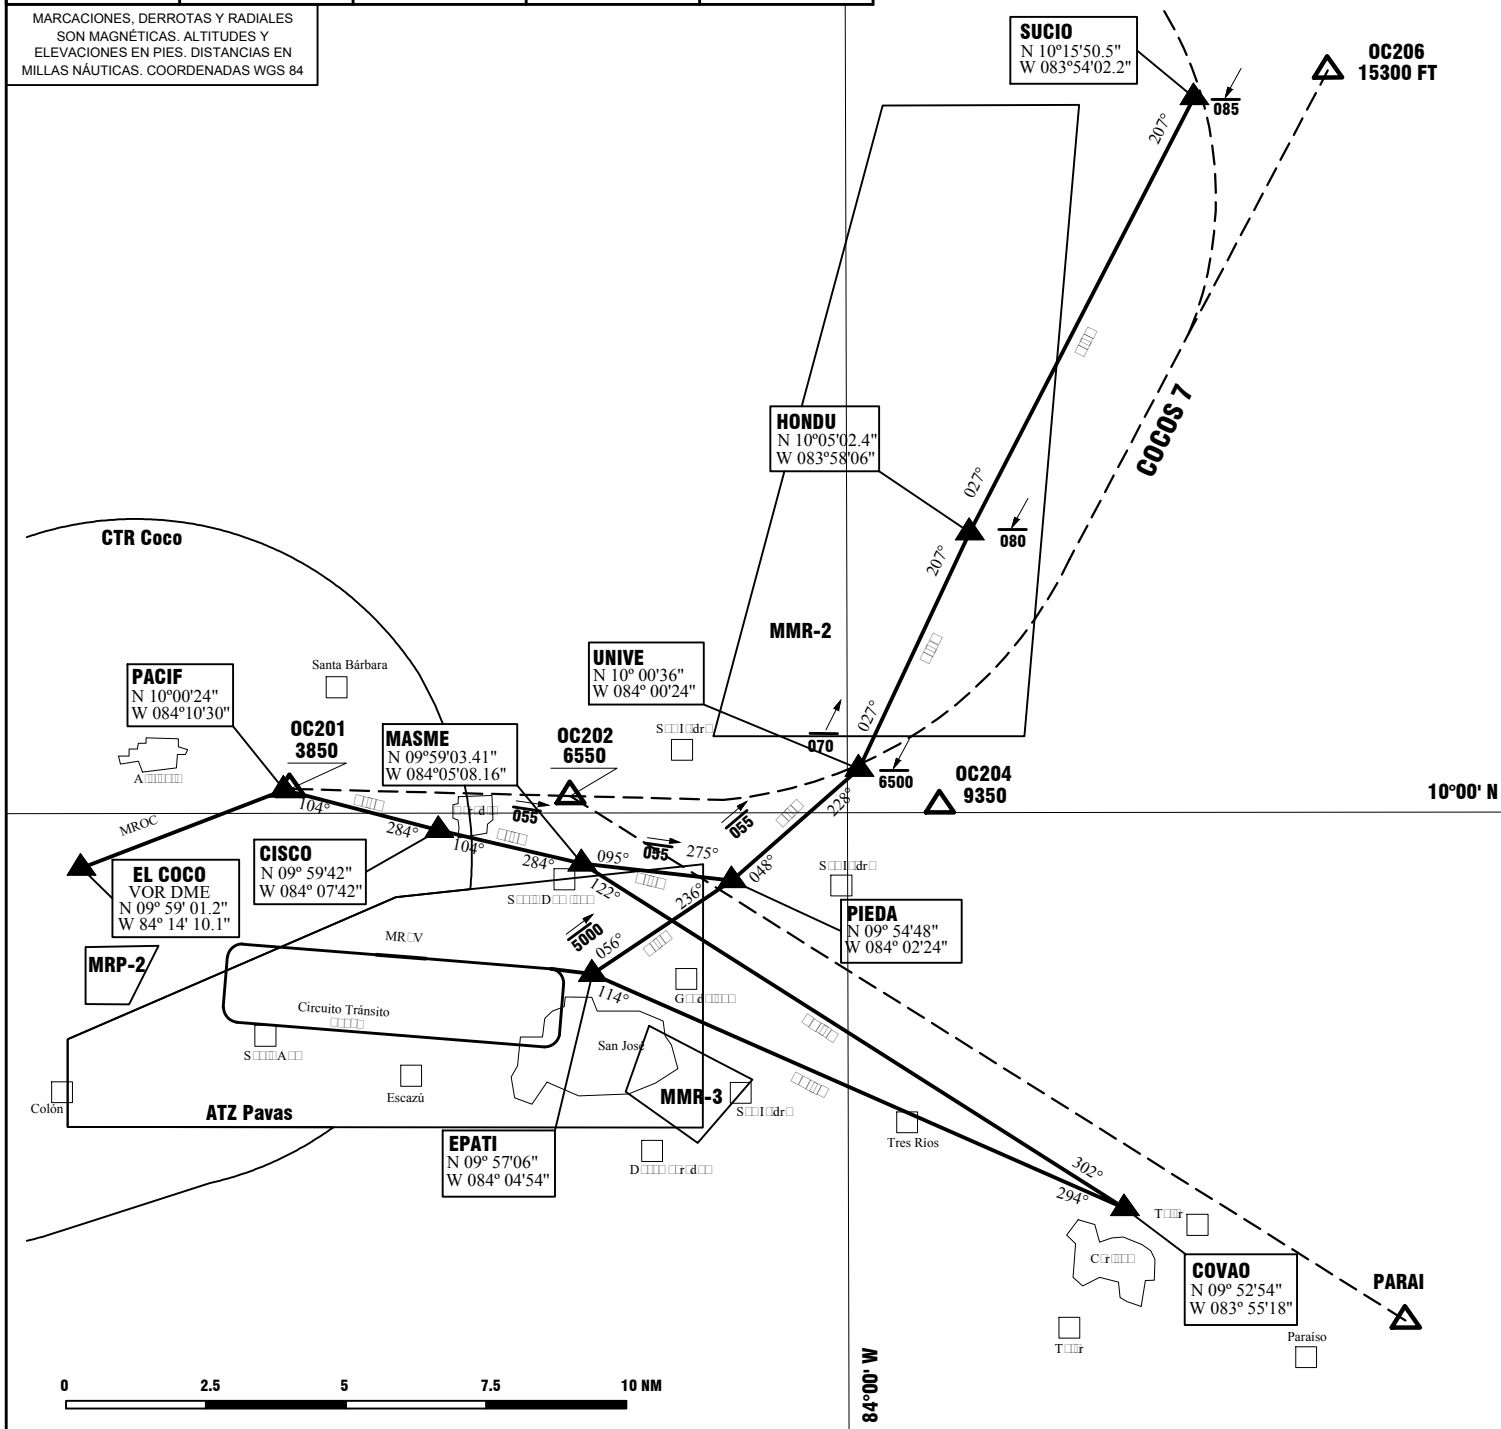 MARCACIONES, DERROTAS Y RADIALES
SON MAGNÉTICAS. ALTITUDES Y
ELEVACIONES EN PIES. DISTANCIAS EN
MILLAS NÁUTICAS. COORDENADAS WGS 84
SUCIO
N 10º15'50.5"
W 083º54'02.2"
OC206
15300 FT
085
207°
COCOS 7
HONDU
N 10º05'02.4"
W 083º58'06"
027°
080
207°
CTR Coco
MMR-2
UNIVE
N 10º 00'36"
W 084º 00'24"
Santa Bárbara
PACIF
N 10º00'24"
W 084º10'30"
OC201
3850
MASME
N 09º59'03.41"
W 084º05'08.16"
OC202
6550
027°
070
6500
OC204
9350
10°00' N
104°
MROC
284°
104°
055
055
228°
CISCO
N 09º 59'42"
W 084º 07'42"
284°
095°
055
275°
048°
EL COCO
VOR DME
N 09º 59' 01.2"
W 84º 14' 10.1"
122°
236°
PIEDA
N 09º 54'48"
W 084º 02'24"
5000
056°
MRP-2
114°
Circuito Tránsito
San José
Escazú
MMR-3
Colón
ATZ Pavas
Tres Ríos
EPATI
N 09º 57'06"
W 084º 04'54"
302°
294°
COVAO
N 09º 52'54"
W 083º 55'18"
PARAI
Paraíso
84°00' W
0 2.5 5 7.5 10 NM